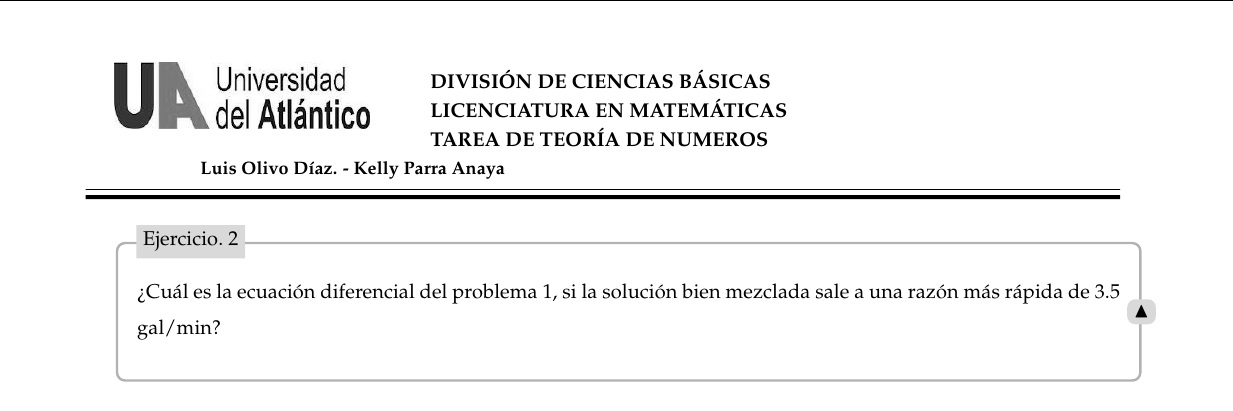 UA Universidad
del Atlántico
DIVISIÓN DE CIENCIAS BÁSICAS
LICENCIATURA EN MATEMÁTICAS
TAREA DE TEORÍA DE NUMEROS
Luis Olivo Díaz. - Kelly Parra Anaya
Ejercicio. 2
¿Cuál es la ecuación diferencial del problema 1, si la solución bien mezclada sale a una razón más rápida de 3.5
gal/min?